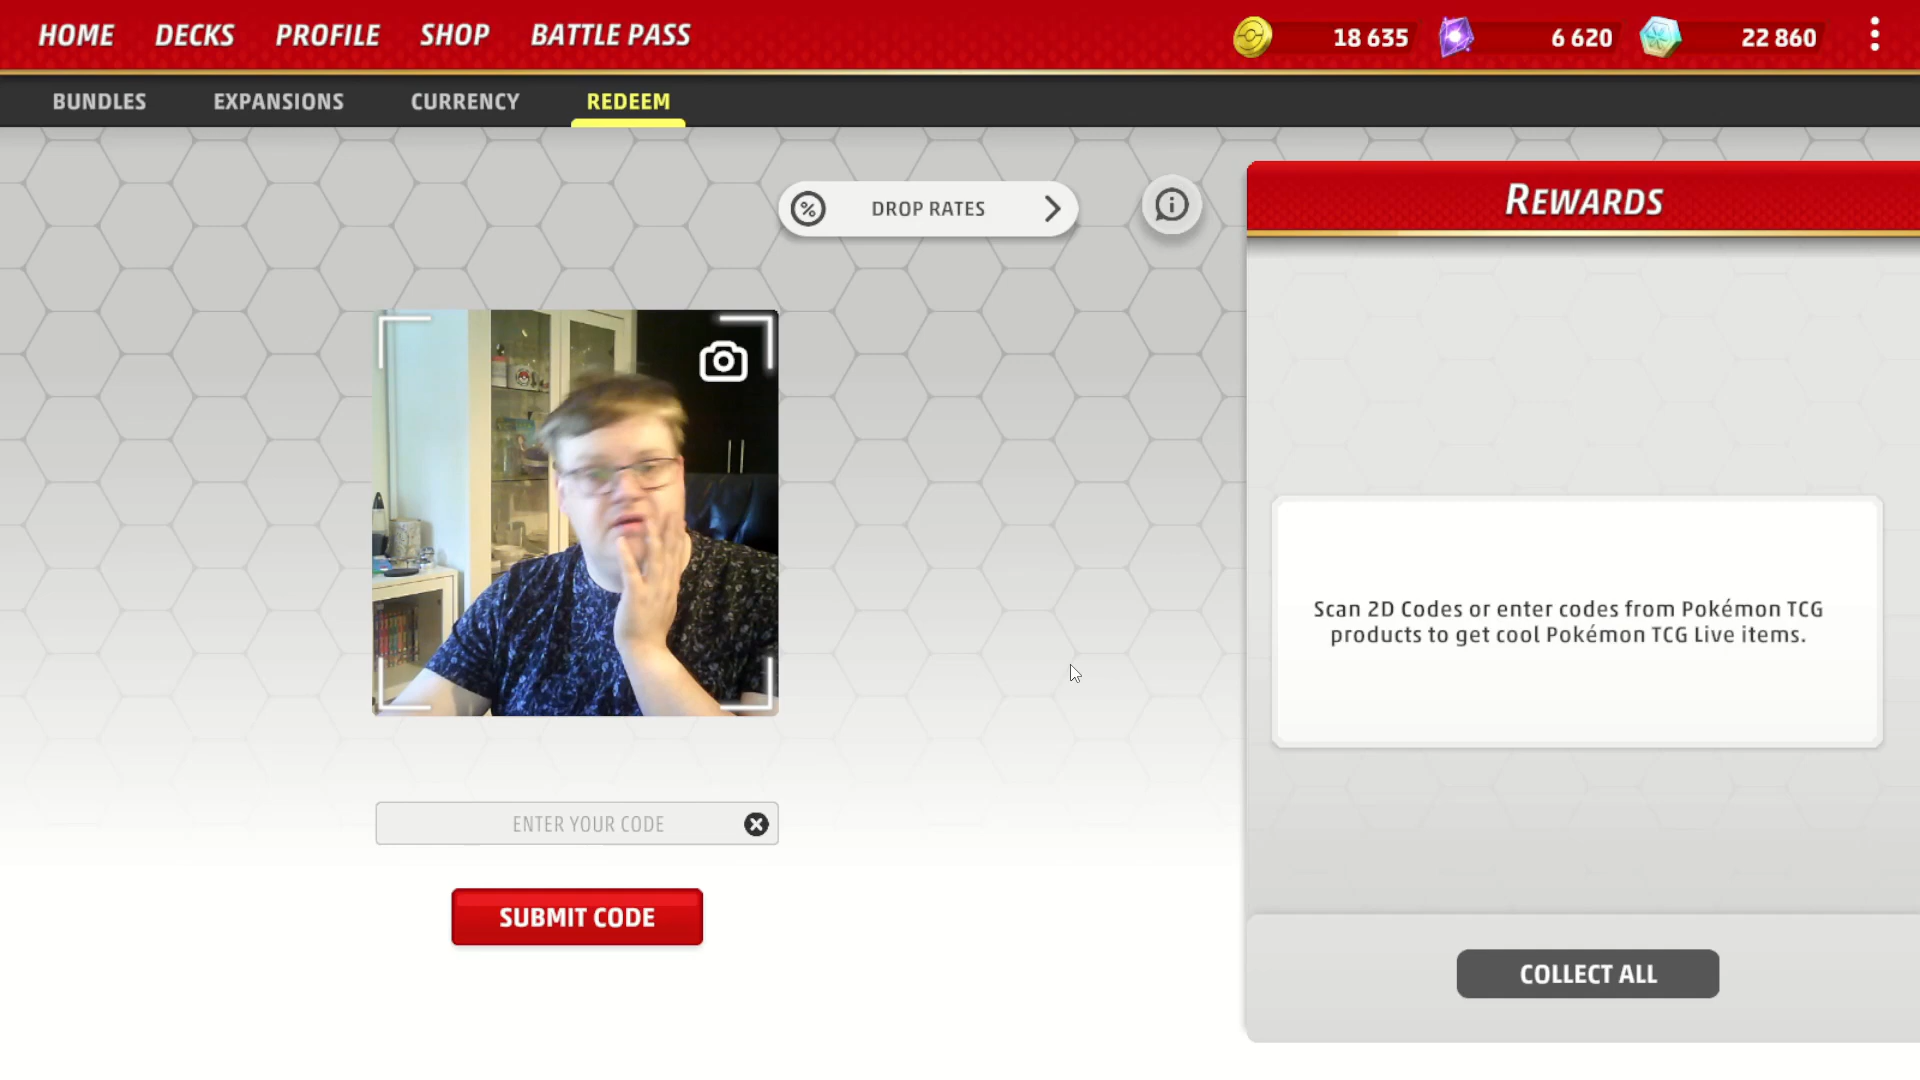 HOME DECKS PROFILE SHOP BATTLE PASS 18 635 6 620 22 860
BUNDLES EXPANSIONS CURRENCY REDEEM
DROP RATES
REWARDS
Scan 2D Codes or enter codes from Pokémon TCG
products to get cool Pokémon TCG Live items.
ENTER YOUR CODE
SUBMIT CODE
COLLECT ALL